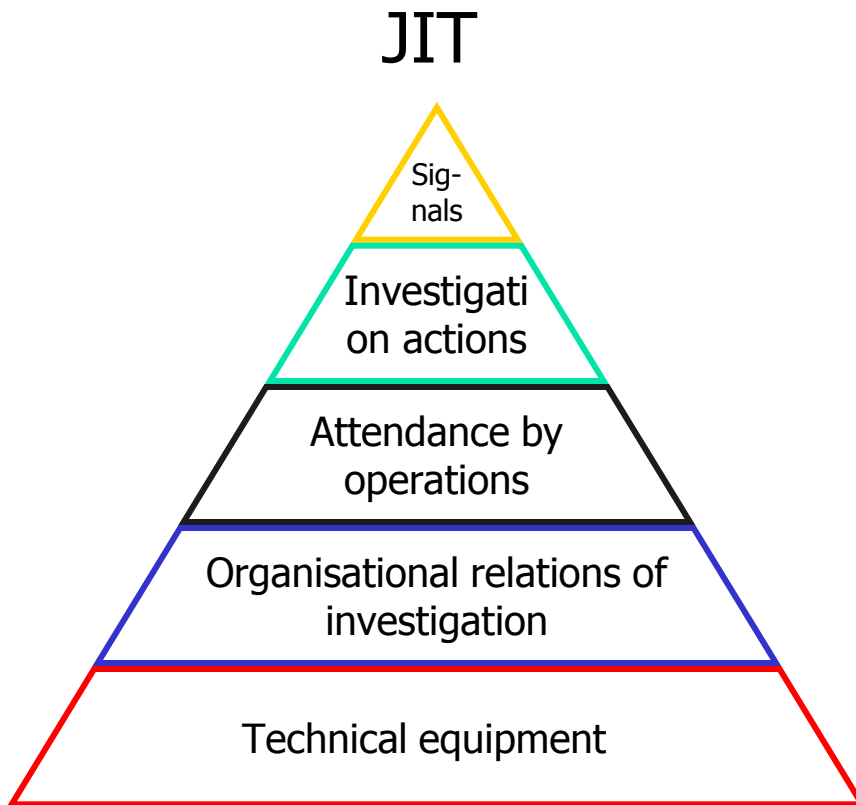 JIT
Sig-
nals
Investigati
on actions
Attendance by
operations
Organisational relations of
investigation
Technical equipment